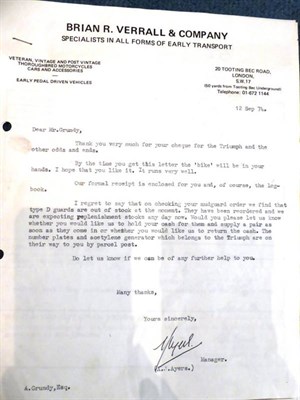 BRIAN R. VERRALL & COMPANY
SPECIALISTS IN ALL FORMS OF EARLY TRANSPORT
VETERAN, VINTAGE AND POST VINTAGE
THOROUGHBRED MOTORCYCLES
CARS AND ACCESSORIES
—
EARLY PEDAL DRIVEN VEHICLES
20 TOOTING BEC ROAD,
LONDON,
S.W. 17
(50 yards from Tooting Bec Underground)
Telephone: 01-672 1144
12 Sep 74.
Dear Mr.Grundy,
Thank you very much for your cheque for the Triumph and the
other odds and ends.
By the time you get this letter the 'bike' will be in
your hands. I hope that you like it. It runs very well.
Our formal receipt is enclosed for you and, of course, the log-
book.
I regret to say that on checking your mudguard order we find that
type D guards are out of stock at the moment. They have been reordered and we
are expecting replenishment stocks any day now. Would you please let us know
whether you would like us to hold your cash for them and supply a pair as
soon as they come in or whether you would like us to return the cash. The
number plates and acetylene generator which belongs to the Triumph are on
their way to you by parcel post.
Do let us know if we can be of any further help to you.
Many thanks,
Yours sincerely,
Manager.
Ayers.)
A.Grundy,Esq.